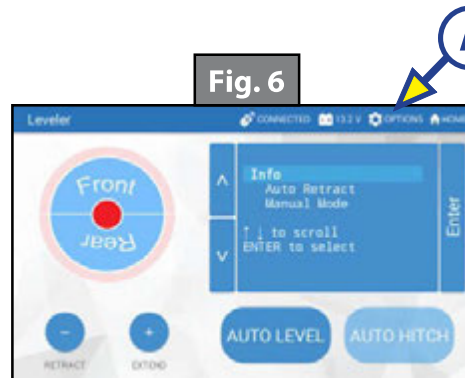 Fig. 6
Leveler CONNECTED 13.2 V OPTIONS HOME
Front
Rear
^
v
Info
Auto Retract
Manual Mode
↑ ↓ to scroll
ENTER to select
Enter
−
+
RETRACT
EXTEND
AUTO LEVEL
AUTO HITCH